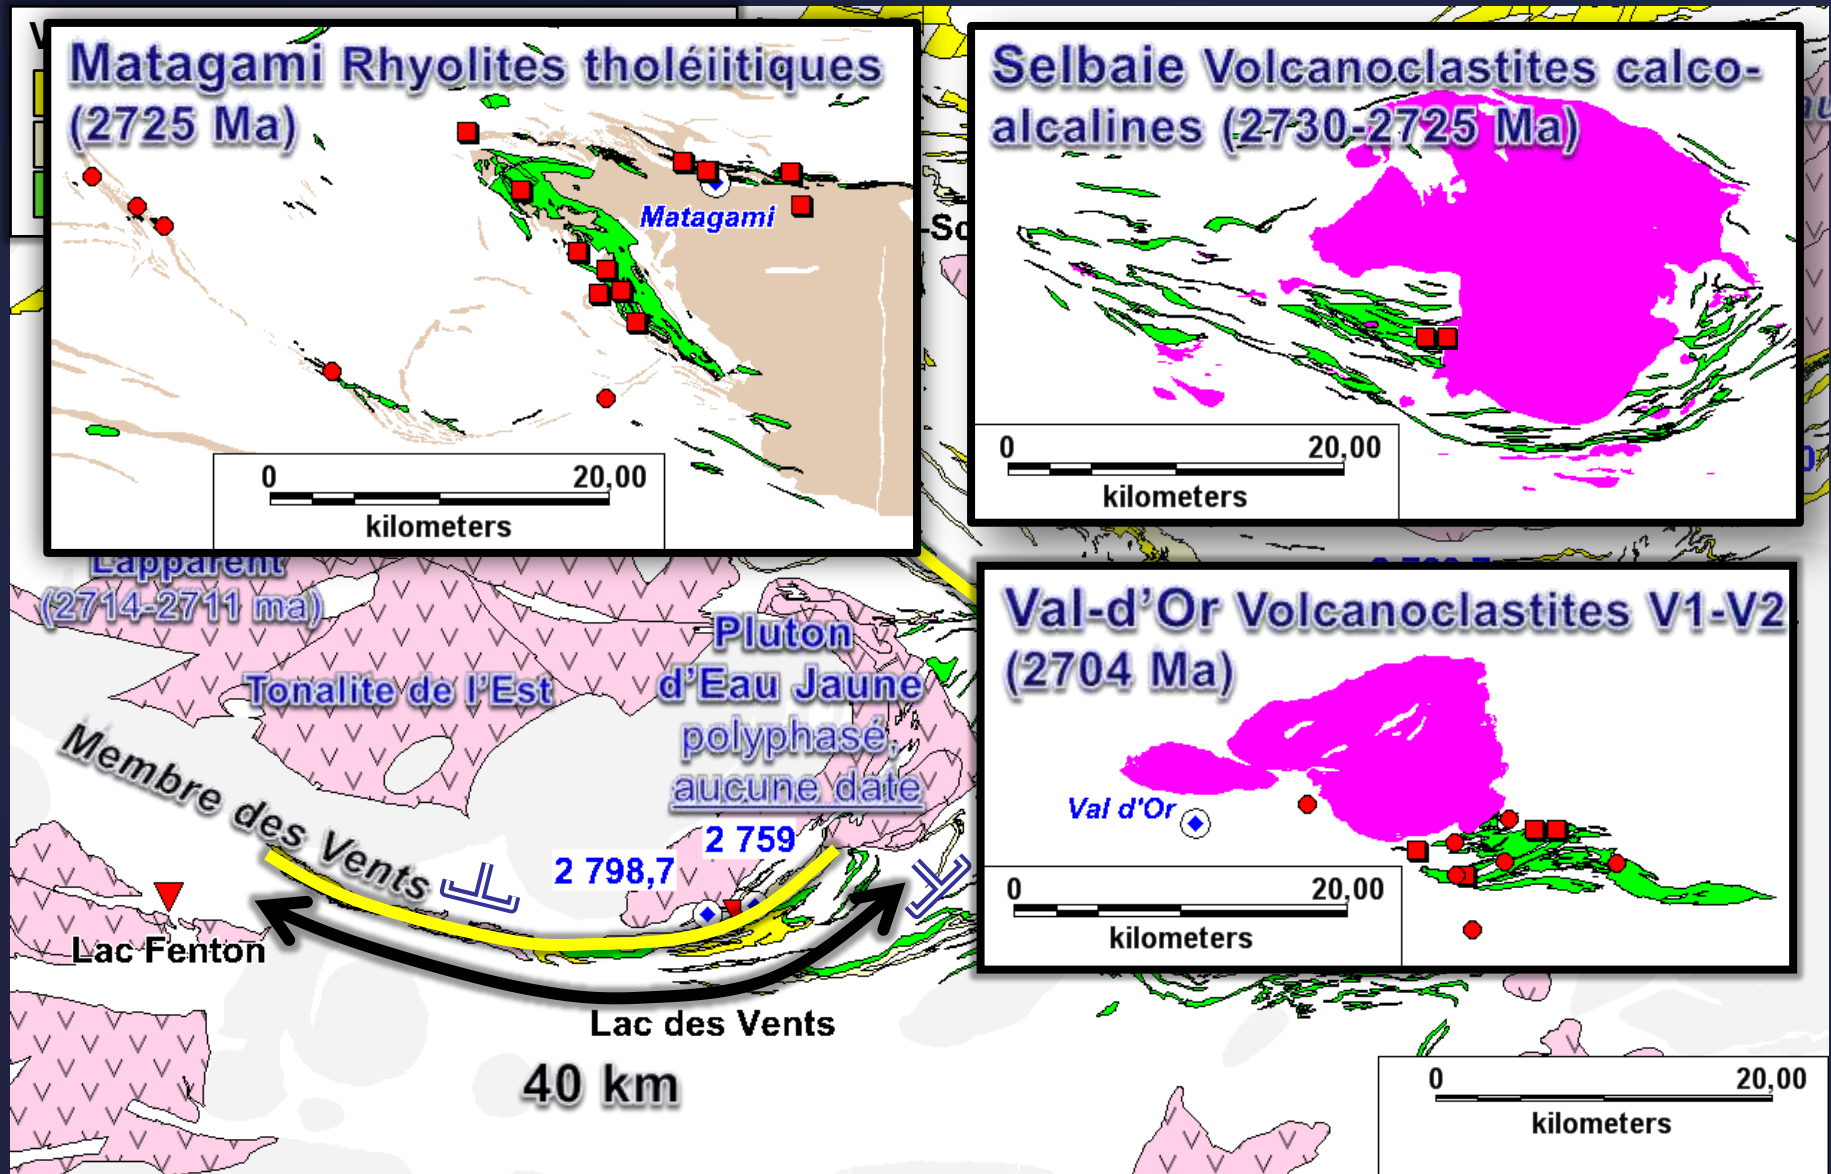 Matagami Rhyolites tholéiitiques
(2725 Ma)
Matagami
0 20,00
kilometers
Selbaie Volcanoclastites calco-
alcalines (2730-2725 Ma)
0 20,00
kilometers
Val-d'Or Volcanoclastites V1-V2
(2704 Ma)
Val d'Or
0 20,00
kilometers
Lapparent
(2714-2711 ma)
Tonalite de l'Est
Pluton
d'Eau Jaune
polyphasé,
aucune date
Membre des Vents
2 759
2 798,7
Lac Fenton
Lac des Vents
40 km
0 20,00
kilometers